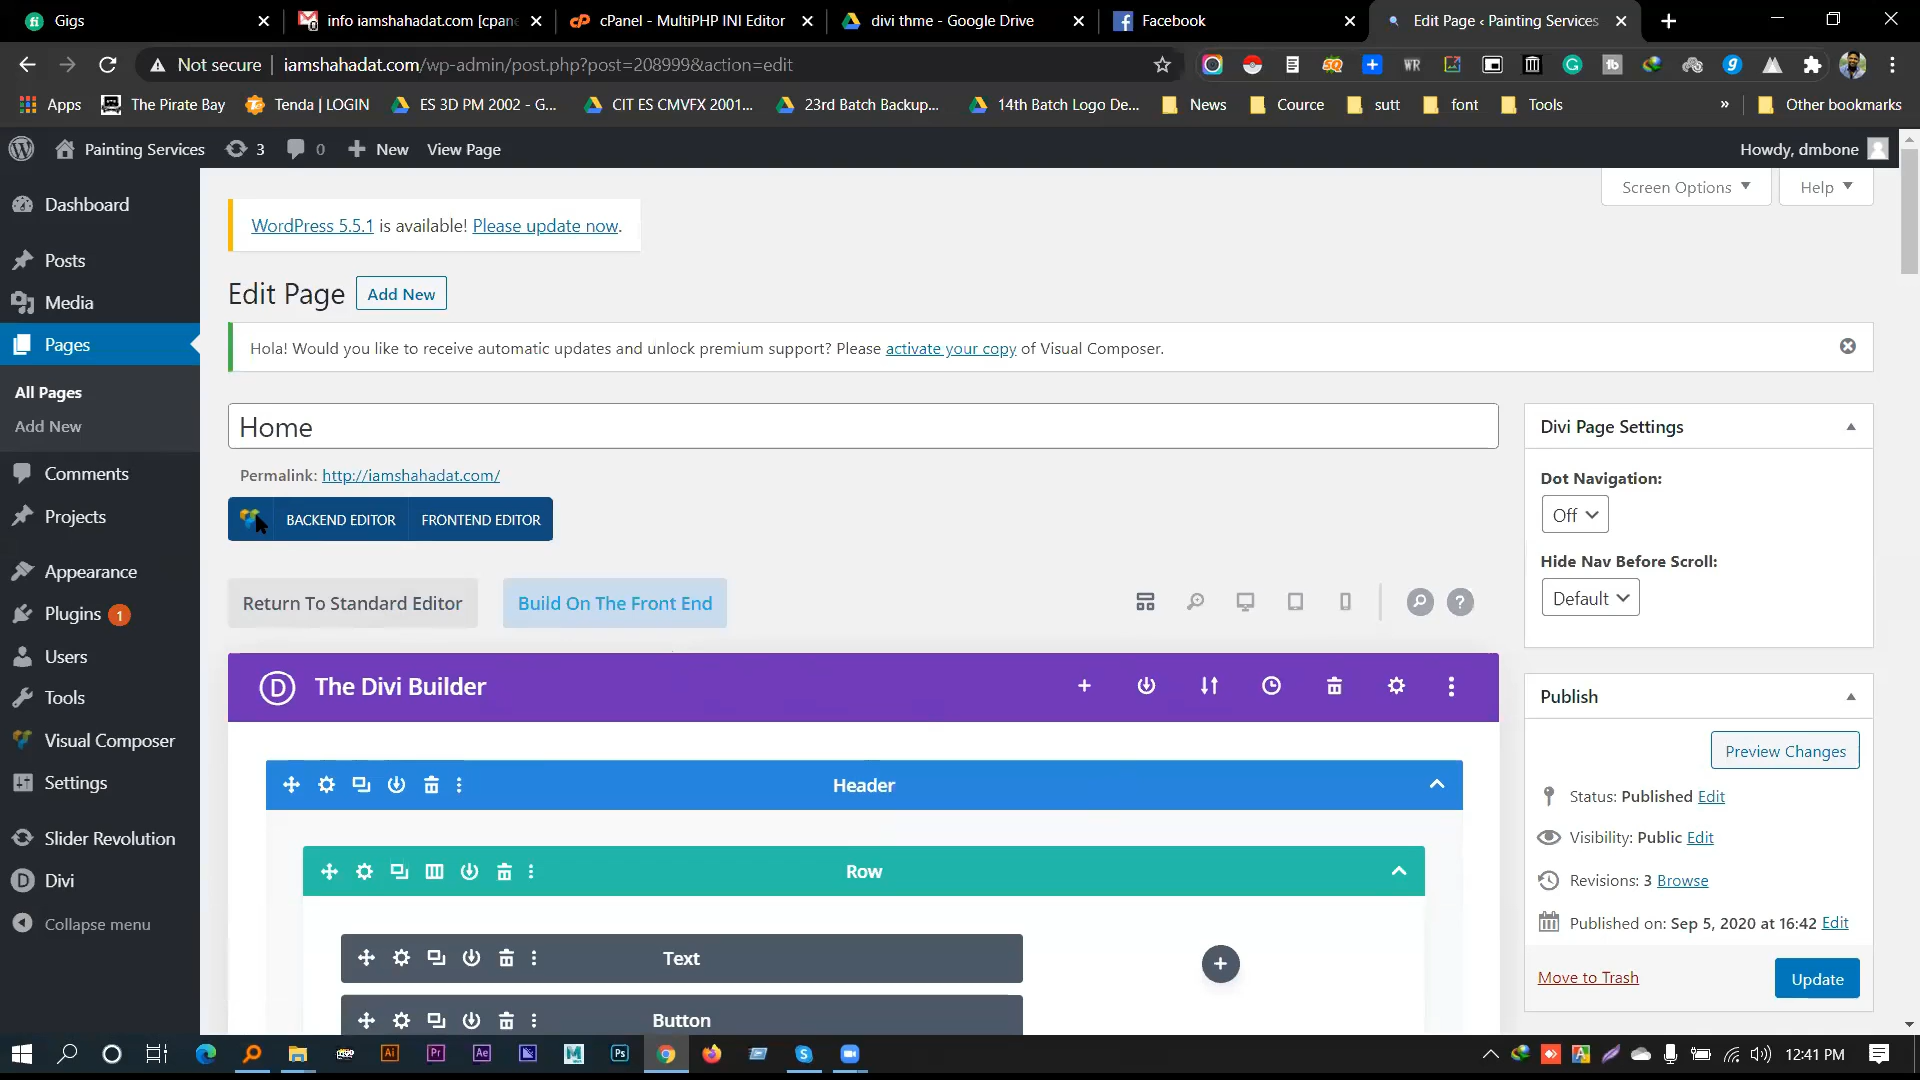 Gigs
info iamshahadat.com [cpane
cPanel - MultiPHP INI Editor
divi thme - Google Drive
Facebook
Edit Page ‹ Painting Services
Not secure
iamshahadat.com/wp-admin/post.php?post=208999&action=edit
Apps
The Pirate Bay
Tenda | LOGIN
ES 3D PM 2002 - G...
CIT ES CMVFX 2001...
23rd Batch Backup...
14th Batch Logo De...
News
Cource
sutt
font
Tools
»
Other bookmarks
Painting Services
3
0
New
View Page
Howdy, dmbone
Dashboard
Posts
Media
Pages
All Pages
Add New
Comments
Projects
Appearance
Plugins 1
Users
Tools
Visual Composer
Settings
Slider Revolution
Divi
Collapse menu
Screen Options
Help
WordPress 5.5.1 is available! Please update now.
Edit Page
Add New
Hola! Would you like to receive automatic updates and unlock premium support? Please activate your copy of Visual Composer.
Home
Permalink: http://iamshahadat.com/
BACKEND EDITOR
FRONTEND EDITOR
Return To Standard Editor
Build On The Front End
The Divi Builder
Header
Row
Text
Button
Divi Page Settings
Dot Navigation:
Off
Hide Nav Before Scroll:
Default
Publish
Preview Changes
Status: Published Edit
Visibility: Public Edit
Revisions: 3 Browse
Published on: Sep 5, 2020 at 16:42 Edit
Move to Trash
Update
12:41 PM